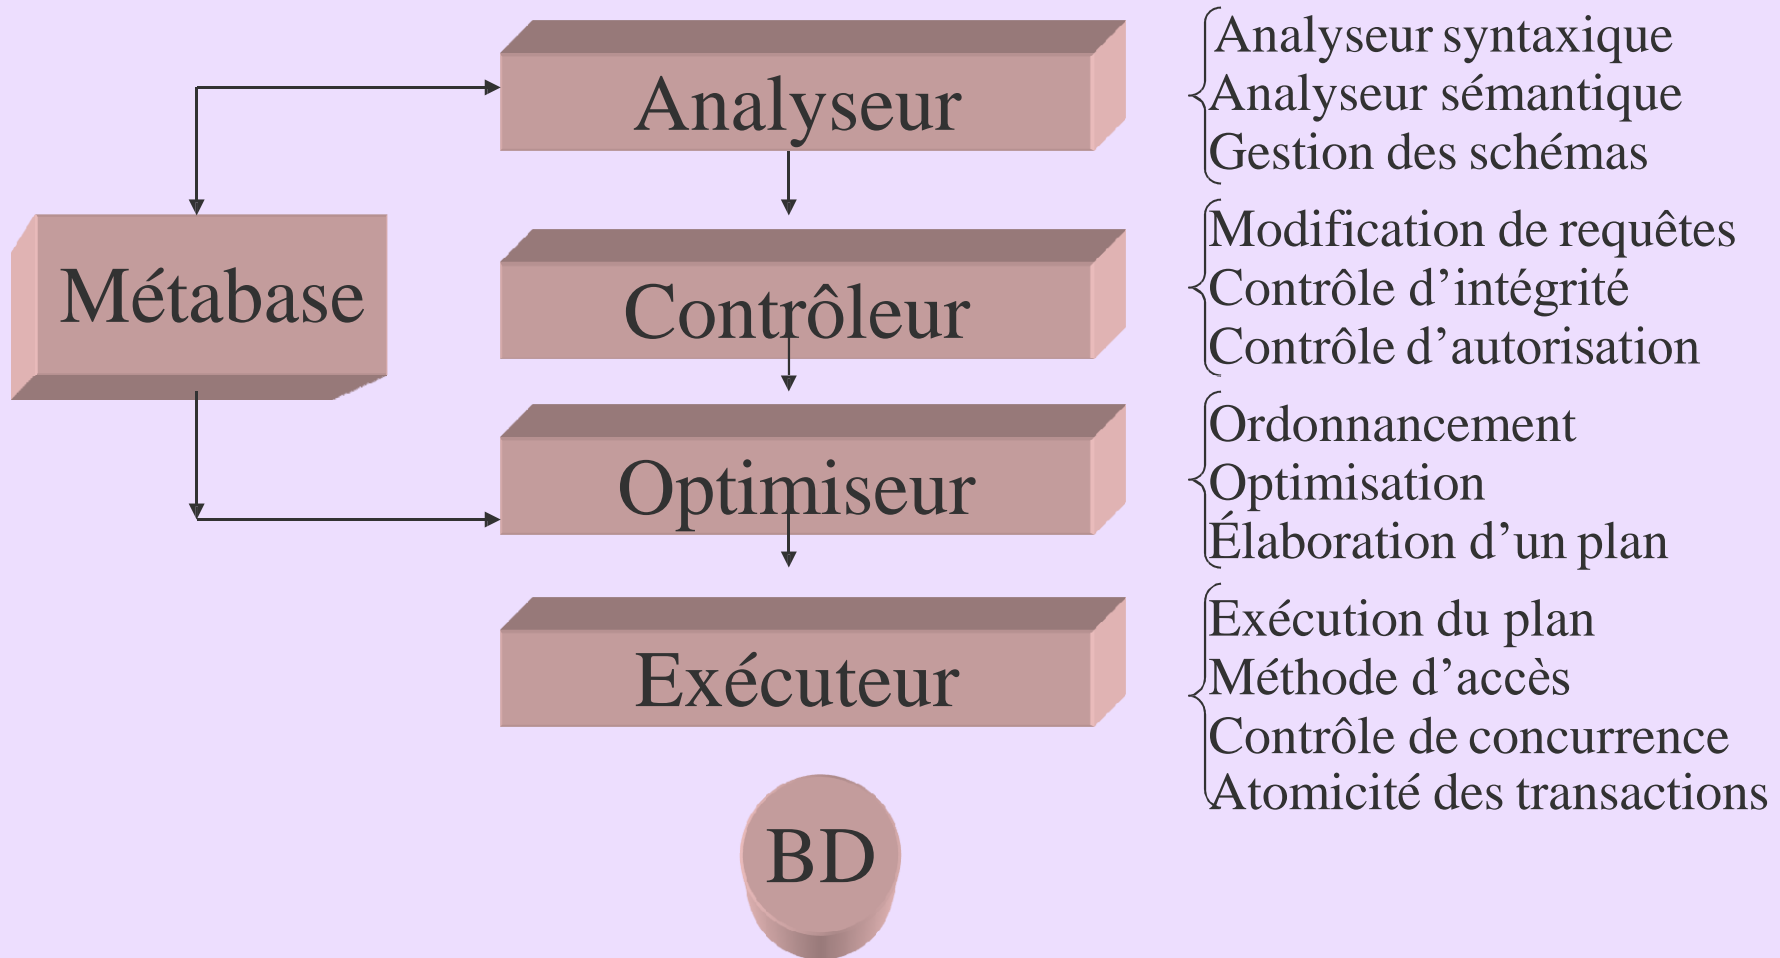 Analyseur
Analyseur syntaxique
Analyseur sémantique
Gestion des schémas
Métabase
Contrôleur
Modification de requêtes
Contrôle d’intégrité
Contrôle d’autorisation
Optimiseur
Ordonnancement
Optimisation
Élaboration d’un plan
Exécuteur
Exécution du plan
Méthode d’accès
Contrôle de concurrence
Atomicité des transactions
BD